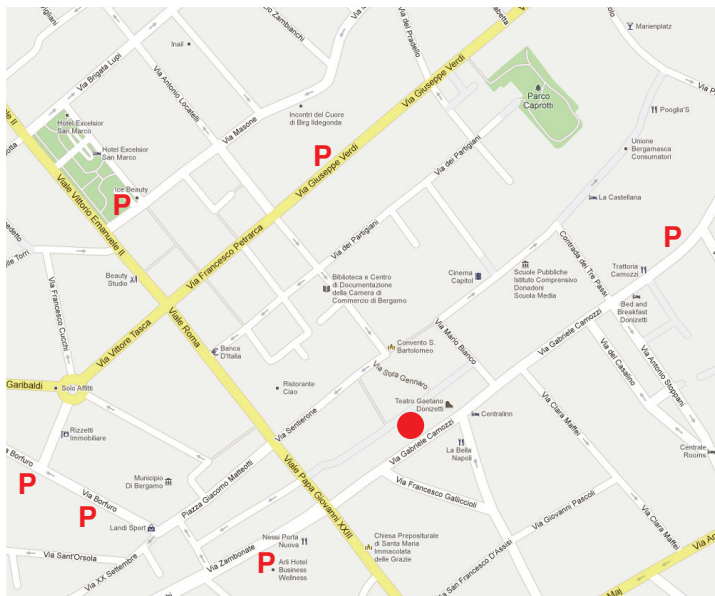 Via Zambianchi
Marienplatz
Via del Pradello
Inail
Via Brigata Lupi
Via Antonio Locatelli
Via Giuseppe Verdi
Parco
Caprotti
Pooglia'S
Incontri del Cuore
di Birg Ildegonda
Hotel Excelsior
San Marco
Via Masone
Hotel Excelsior
San Marco
Unione
Bergamasca
Consumatori
P
Via Giuseppe Verdi
Via dei Partigiani
Ice Beauty
P
La Castellana
Viale Vittorio Emanuele II
P
Via dei Partigiani
Contrada dei Tre Passi
Via Francesco Petrarca
Beauty
Studio
Biblioteca e Centro
di Documentazione
della Camera di
Commercio di Bergamo
Cinema
Capitol
Scuole Pubbliche
Istituto Comprensivo
Donadoni
Scuola Media
Trattoria
Camozzi
Bed and
Breakfast
Donizetti
Via Francesco Cucchi
Viale Roma
Via Vittore Tasca
Banca
D'Italia
Convento S.
Bartolomeo
Via Mario Bianco
Via Gabriele Camozzi
Via Antonio Stoppani
Via del Casalino
Garibaldi
Solo Affitti
Ristorante
Ciao
Via Sora Gennaro
Teatro Gaetano
Donizetti
CentralInn
Via Clara Maffei
Via Sentierone
Rizzetti
Immobiliare
Via Gabriele Camozzi
La Bella
Napoli
Centrale
Rooms
Borfuro
P
Municipio
Di Bergamo
Piazza Giacomo Matteotti
Viale Papa Giovanni XXIII
Via Francesco Galliccioli
Via Borfuro
P
Landi Sport
Via Giovanni Pascoli
Via Clara Maffei
Nessi Porta
Nuova
Chiesa Prepositurale
di Santa Maria
Immacolata
delle Grazie
Via Sant'Orsola
Via Zambonate
P
Arli Hotel
Business
Wellness
Via XX Settembre
Via San Francesco D'Assisi
Maj